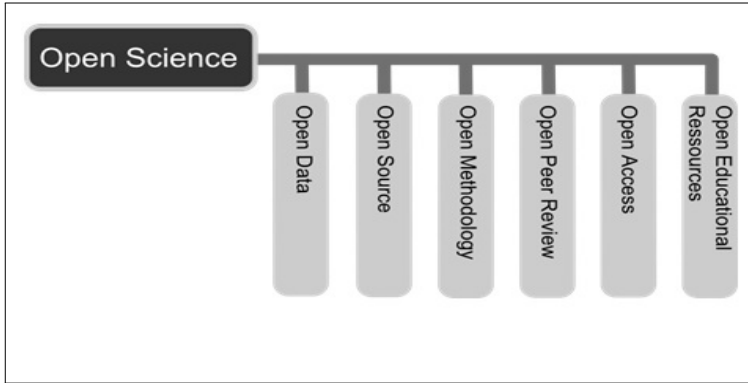 Open Science
Open Data
Open Source
Open Methodology
Open Peer Review
Open Access
Open Educational
Ressources